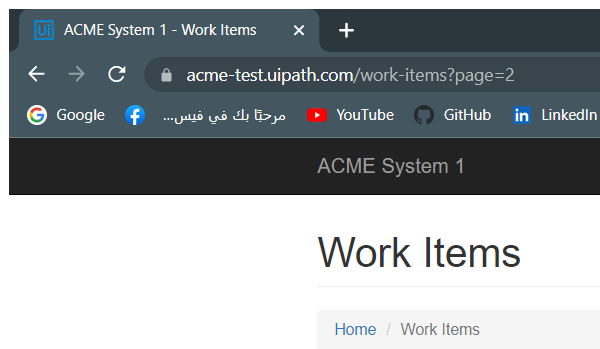 Ui ACME System 1 - Work Items
acme-test.uipath.com/work-items?page=2
Google مرحبًا بك في فيس... YouTube GitHub LinkedIn
ACME System 1
Work Items
Home / Work Items